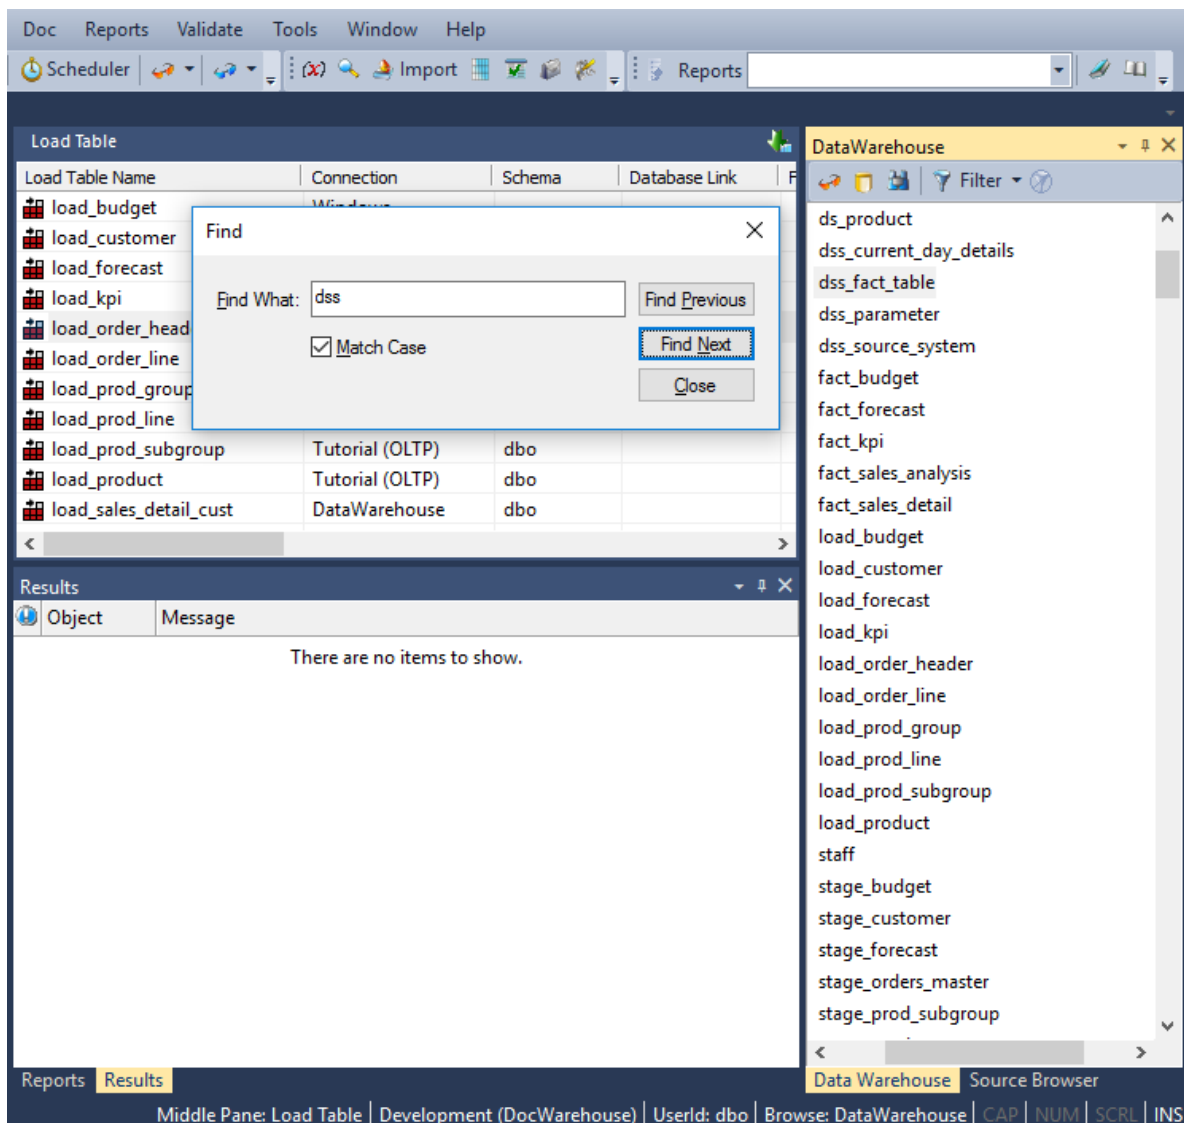 Doc Reports Validate Tools Window Help
Scheduler (x) Import Reports
Load Table
Load Table Name Connection Schema Database Link F
load_budget
load_customer
load_forecast
load_kpi
load_order_head
load_order_line
load_prod_group
load_prod_line
load_prod_subgroup Tutorial (OLTP) dbo
load_product Tutorial (OLTP) dbo
load_sales_detail_cust DataWarehouse dbo
Find
Find What: dss Find Previous
Match Case Find Next
Close
Results
Object Message
There are no items to show.
Reports Results
DataWarehouse
Filter
ds_product
dss_current_day_details
dss_fact_table
dss_parameter
dss_source_system
fact_budget
fact_forecast
fact_kpi
fact_sales_analysis
fact_sales_detail
load_budget
load_customer
load_forecast
load_kpi
load_order_header
load_order_line
load_prod_group
load_prod_line
load_prod_subgroup
load_product
staff
stage_budget
stage_customer
stage_forecast
stage_orders_master
stage_prod_subgroup
Data Warehouse Source Browser
Middle Pane: Load Table Development (DocWarehouse) UserId: dbo Browse: DataWarehouse CAP NUM SCRL INS